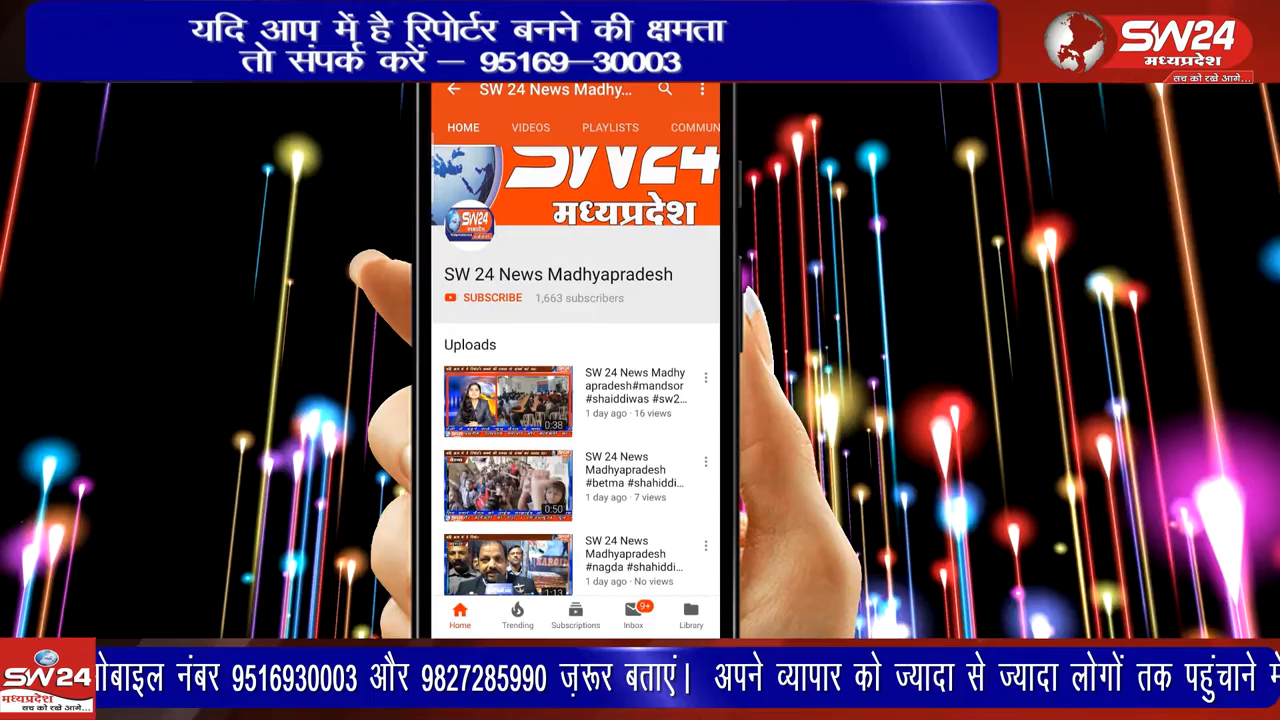 यदि आप में है रिपोर्टर बनने की क्षमता
तो संपर्क करें – 95169–30003
SW24
मध्यप्रदेश
सच को रखे आगे...
SW 24 News Madhy...
HOME VIDEOS PLAYLISTS COMMUN
SW24
मध्यप्रदेश
SW24
SW 24 News Madhyapradesh
SUBSCRIBE 1,663 subscribers
Uploads
SW 24 News Madhy
apradesh#mandsor
#shaiddiwas #sw2...
1 day ago · 16 views
0:38
SW 24 News
Madhyapradesh
#betma #shahiddi...
1 day ago · 7 views
0:50
SW 24 News
Madhyapradesh
#nagda #shahiddi...
1 day ago · No views
1:13
9+
Home Trending Subscriptions Inbox Library
SW24
मध्यप्रदेश
सच को रखे आगे...
मोबाइल नंबर 9516930003 और 9827285990 ज़रूर बताएं। अपने व्यापार को ज्यादा से ज्यादा लोगों तक पहुंचाने में